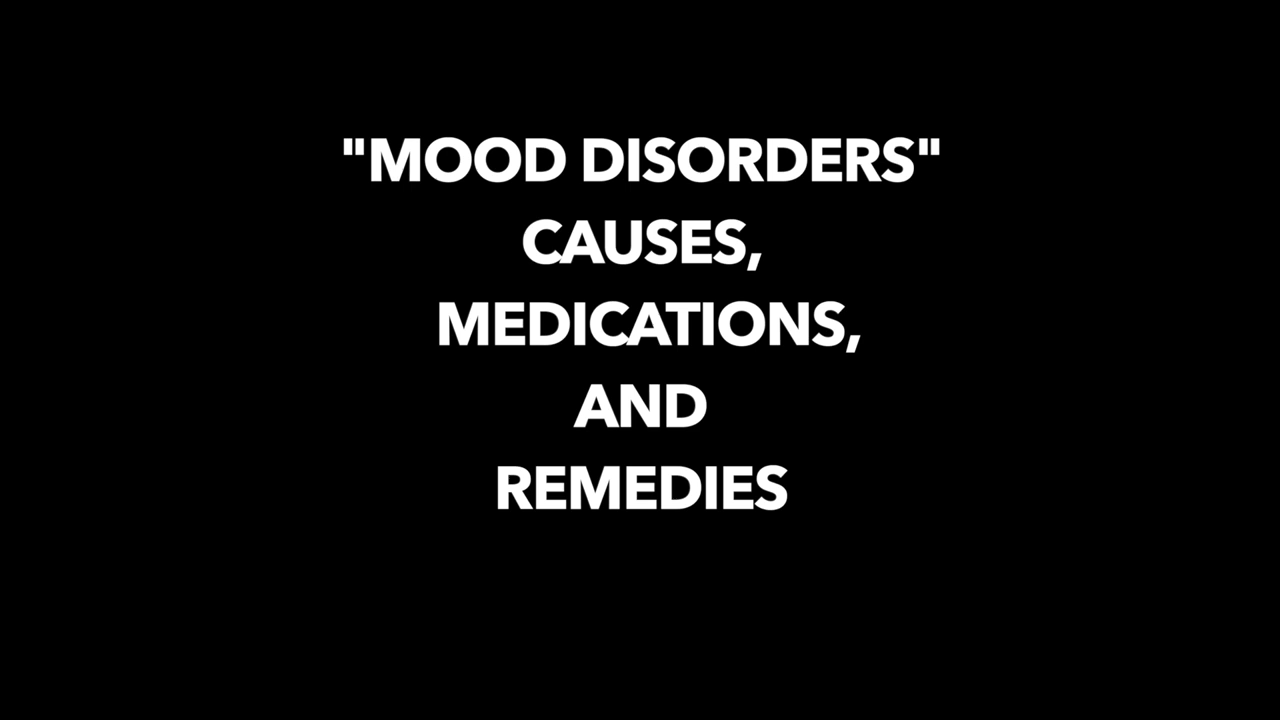 "MOOD DISORDERS"
CAUSES,
MEDICATIONS,
AND
REMEDIES